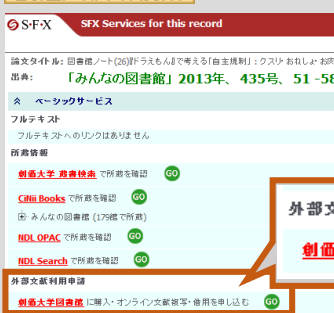 S・F・X SFX Services for this record
論文タイトル: 図書館ノート(26)『ドラえもん』で考える「自主規制」: クスリ・おねしょ・お医
出典: 「みんなの図書館」2013年、435号、51 -58
ベーシックサービス
フルテキスト
フルテキストへのリンクはありません
所蔵情報
創価大学 蔵書検索 で所蔵を確認 GO
CiNii Books で所蔵を確認 GO
みんなの図書館 (179館で所蔵)
NDL OPAC で所蔵を確認 GO
NDL Search で所蔵を確認 GO
外部文
創価
外部文献利用申請
創価大学図書館 に購入・オンライン文献複写・借用を申し込む GO